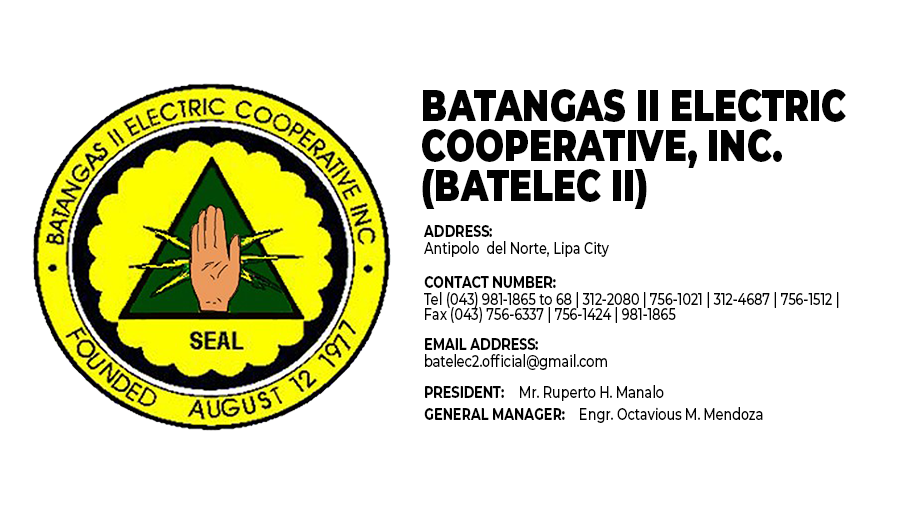 BATANGAS II ELECTRIC COOPERATIVE INC
SEAL
FOUNDED AUGUST 12 1977
BATANGAS II ELECTRIC
COOPERATIVE, INC.
(BATELEC II)
ADDRESS:
Antipolo del Norte, Lipa City
CONTACT NUMBER:
Tel (043) 981-1865 to 68 | 312-2080 | 756-1021 | 312-4687 | 756-1512 |
Fax (043) 756-6337 | 756-1424 | 981-1865
EMAIL ADDRESS:
batelec2.official@gmail.com
PRESIDENT: Mr. Ruperto H. Manalo
GENERAL MANAGER: Engr. Octavious M. Mendoza